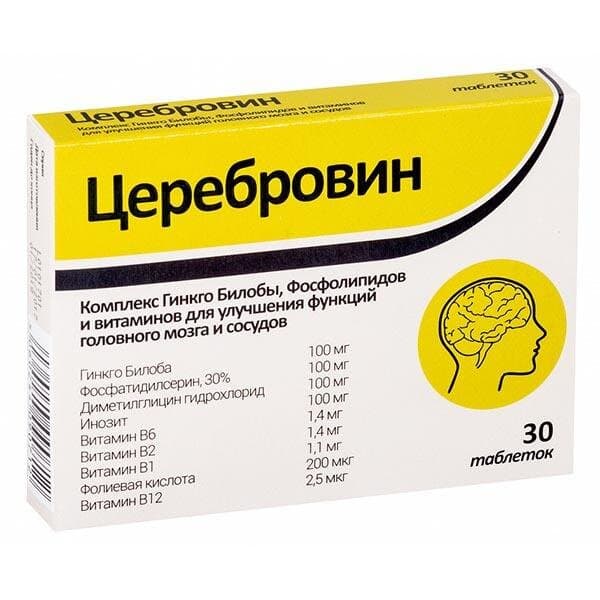 Церебровин
30
таблеток
Комплекс Гинкго Билобы, Фосфолипидов и витаминов
для улучшения функций головного мозга и сосудов
Церебровин
Комплекс Гинкго Билобы, Фосфолипидов
и витаминов для улучшения функций
головного мозга и сосудов
Гинкго Билоба 100 мг
Фосфатидилсерин, 30% 100 мг
Диметилглицин гидрохлорид 100 мг
Инозит 100 мг
Витамин В6 1,4 мг
Витамин В2 1,4 мг
Витамин В1 1,1 мг
Фолиевая кислота 200 мкг
Витамин В12 2,5 мкг
30
таблеток